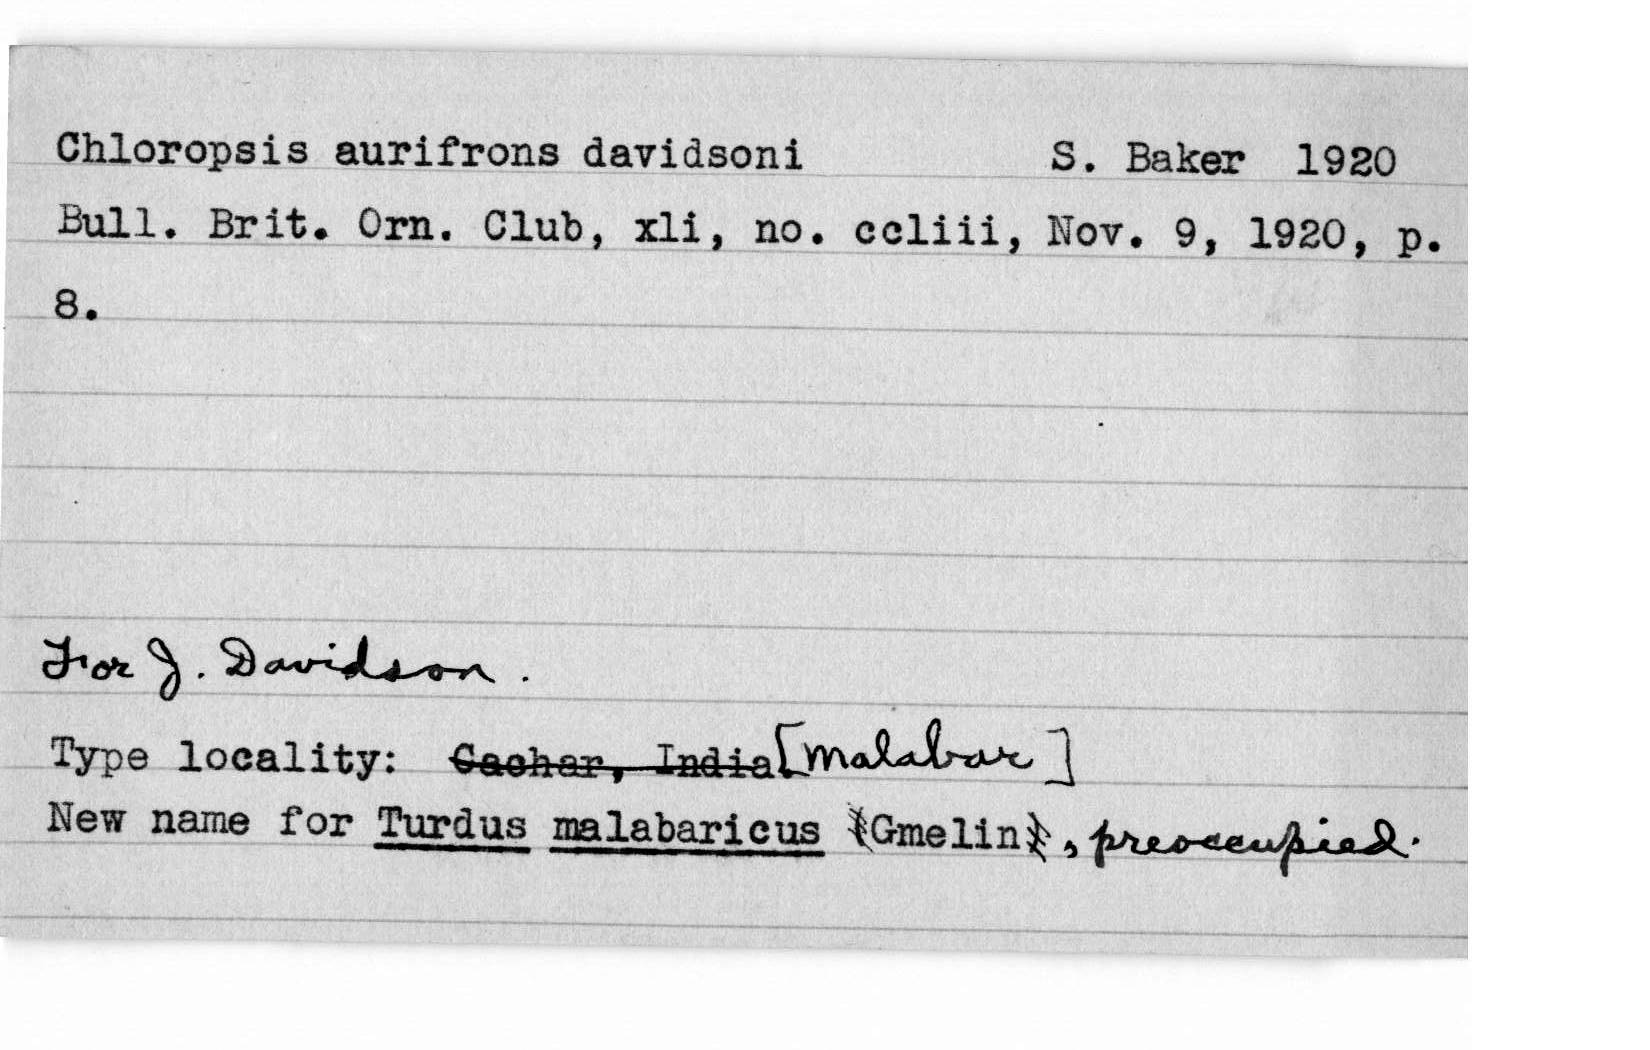 Chloropsis aurifrons davidsoni S. Baker 1920
Bull. Brit. Orn. Club, xli, no. ccliii, Nov. 9, 1920, p.
8.
For J. Davidson.
Type locality: Cachar, India [Malabar]
New name for Turdus malabaricus (Gmelin), preoccupied.